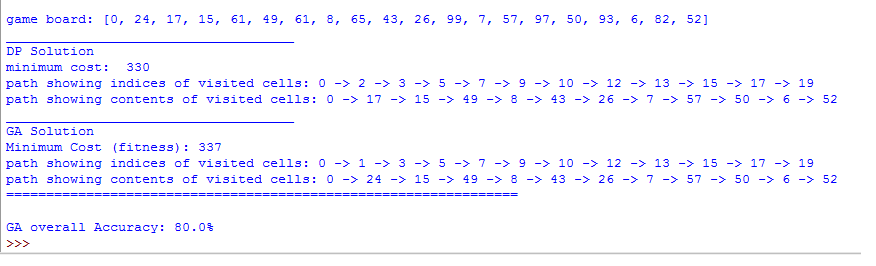 game board: [0, 24, 17, 15, 61, 49, 61, 8, 65, 43, 26, 99, 7, 57, 97, 50, 93, 6, 82, 52]
____________________________________
DP Solution
minimum cost:  330
path showing indices of visited cells: 0 -> 2 -> 3 -> 5 -> 7 -> 9 -> 10 -> 12 -> 13 -> 15 -> 17 -> 19
path showing contents of visited cells: 0 -> 17 -> 15 -> 49 -> 8 -> 43 -> 26 -> 7 -> 57 -> 50 -> 6 -> 52
____________________________________
GA Solution
Minimum Cost (fitness): 337
path showing indices of visited cells: 0 -> 1 -> 3 -> 5 -> 7 -> 9 -> 10 -> 12 -> 13 -> 15 -> 17 -> 19
path showing contents of visited cells: 0 -> 24 -> 15 -> 49 -> 8 -> 43 -> 26 -> 7 -> 57 -> 50 -> 6 -> 52
================================================================
GA overall Accuracy: 80.0%
>>>